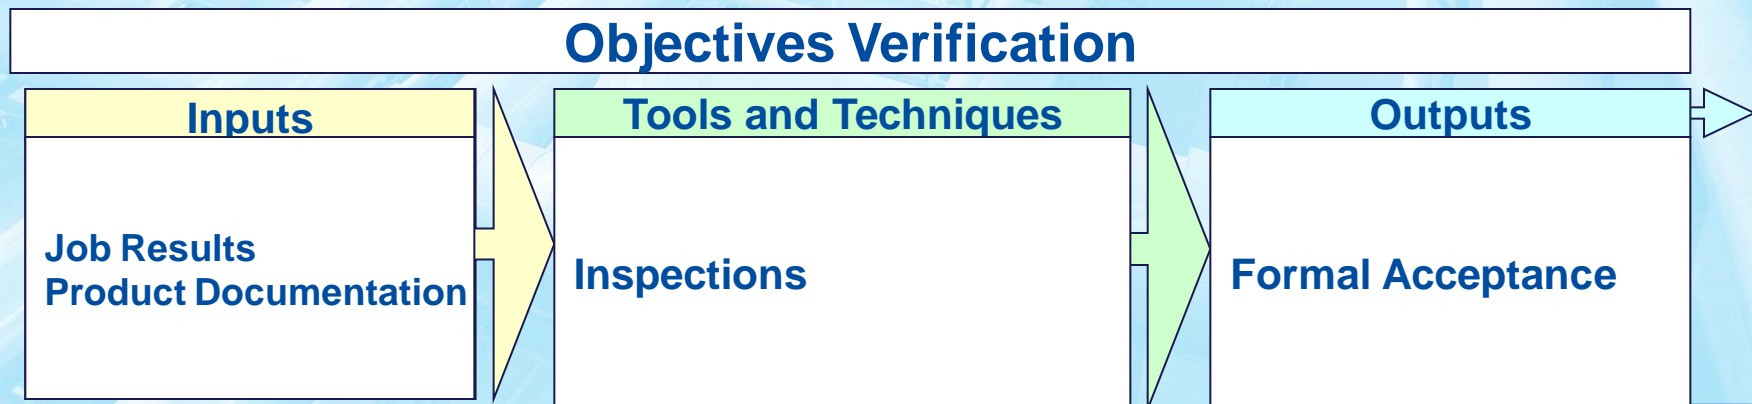 Objectives Verification
Inputs
Job Results
Product Documentation
Tools and Techniques
Inspections
Outputs
Formal Acceptance